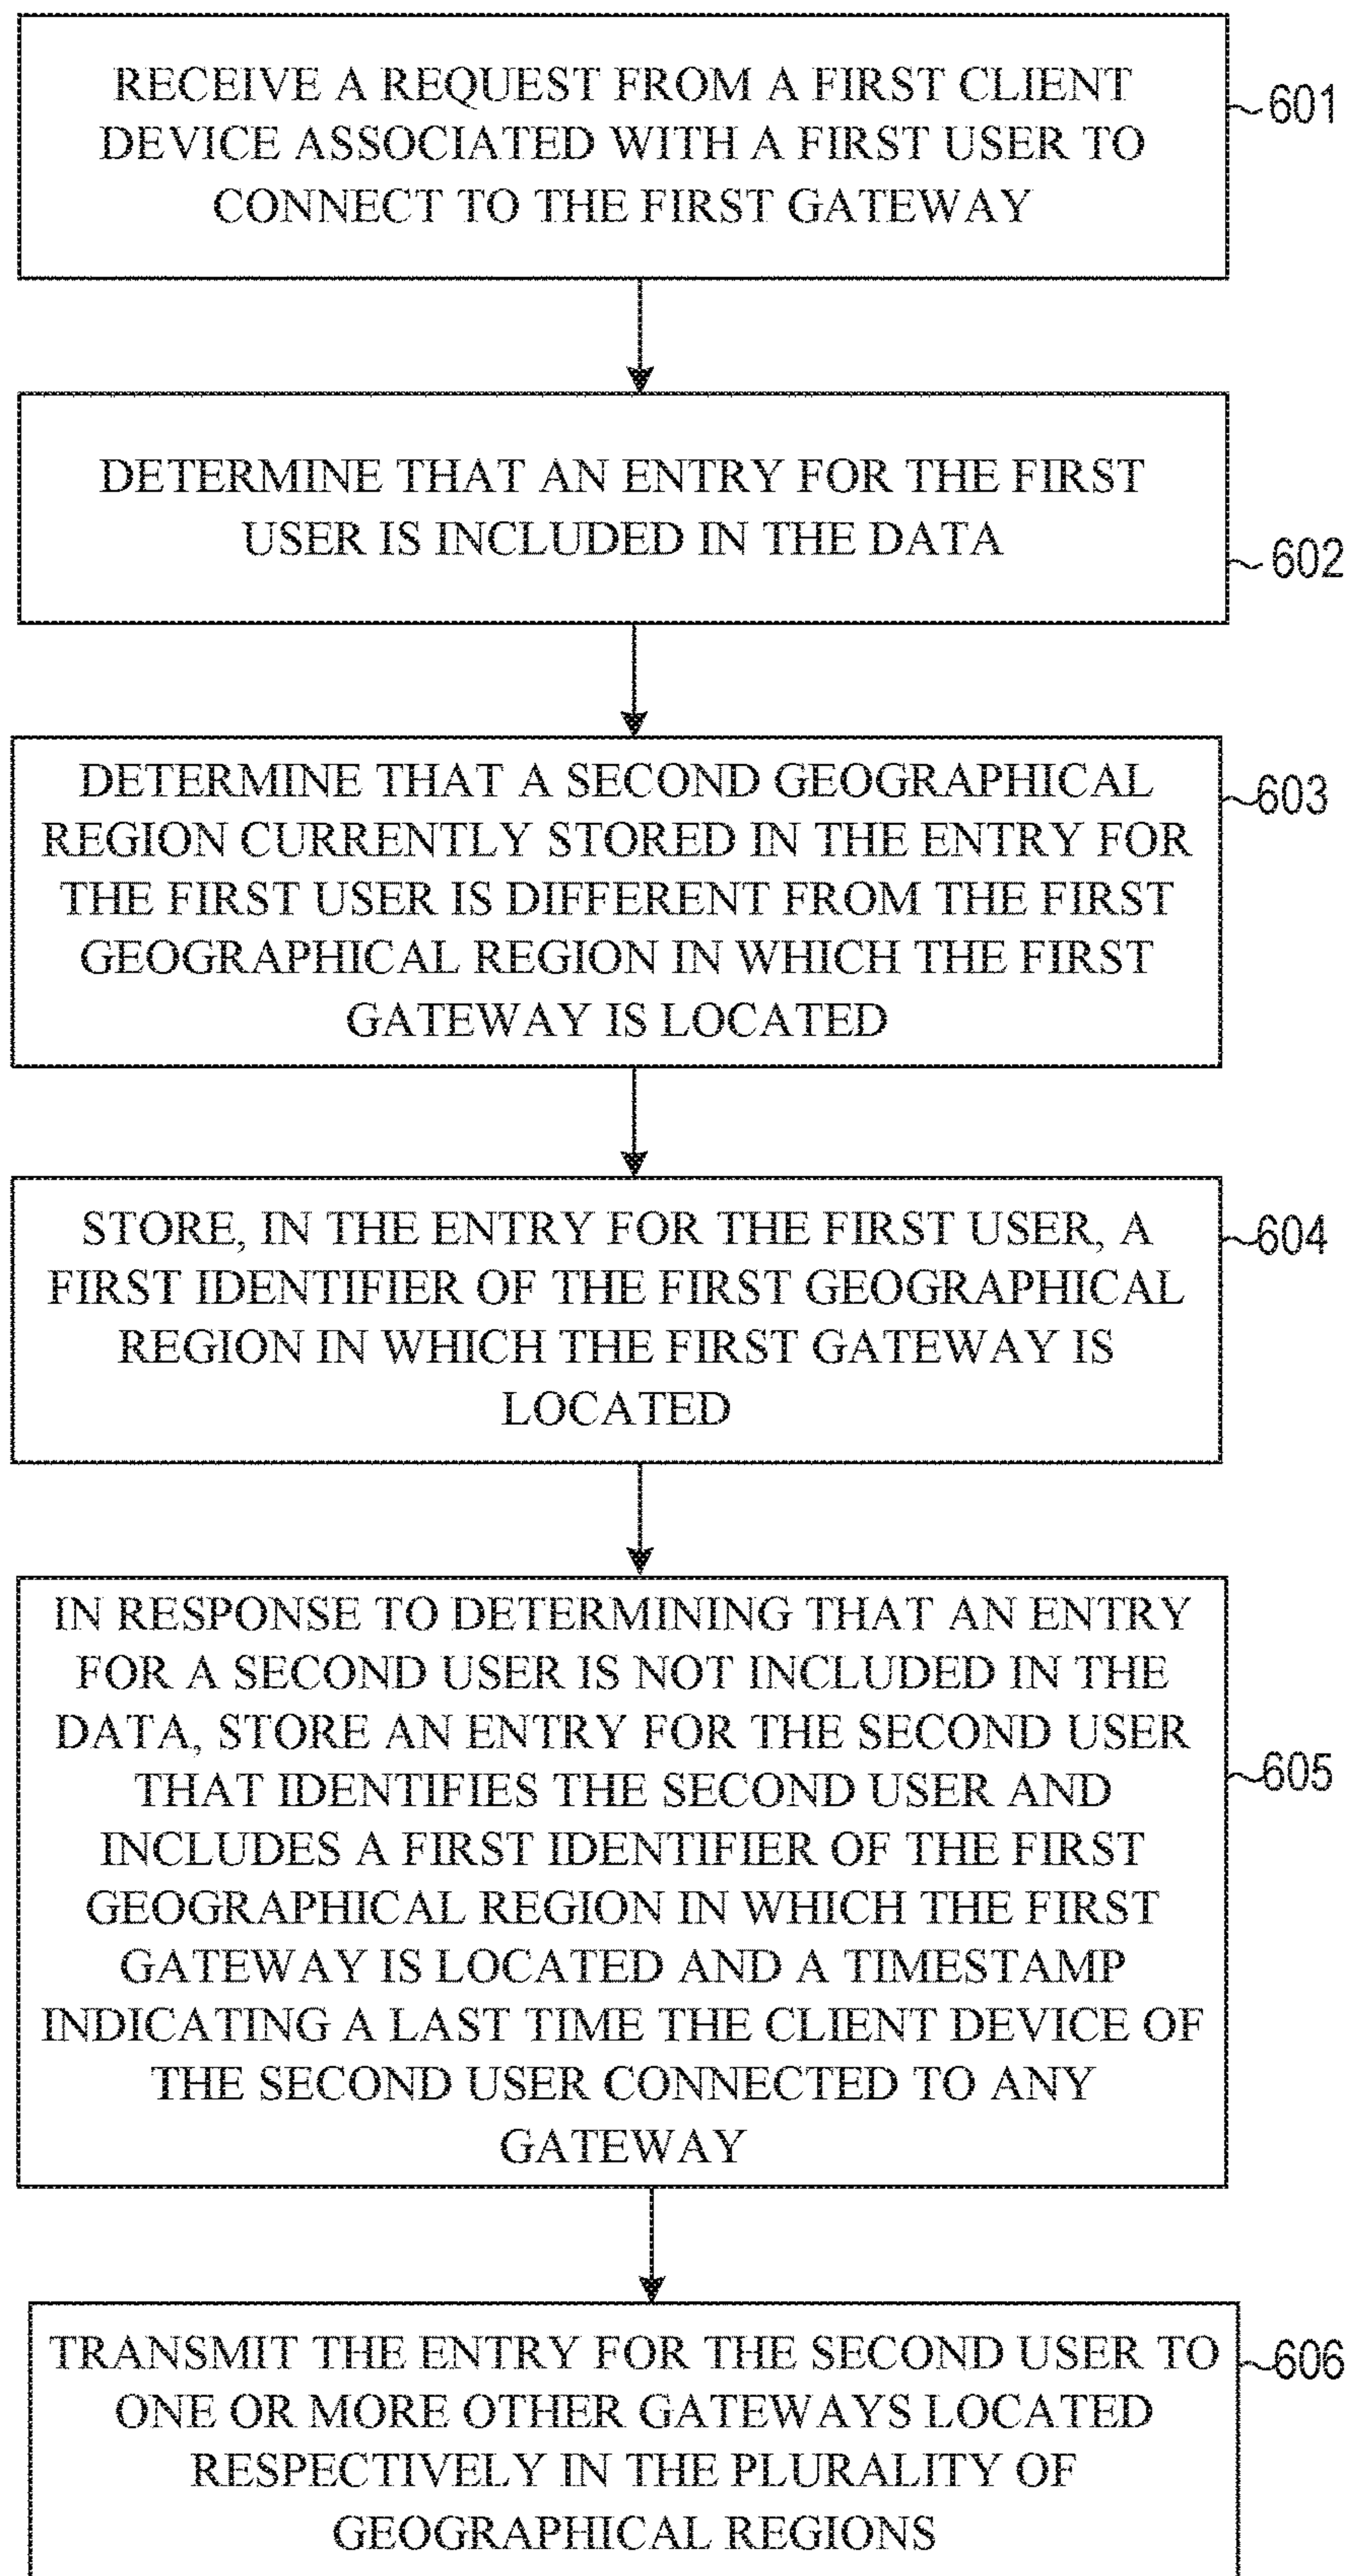 RECEIVE A REQUEST FROM A FIRST CLIENT
DEVICE ASSOCIATED WITH A FIRST USER TO
CONNECT TO THE FIRST GATEWAY
601
DETERMINE THAT AN ENTRY FOR THE FIRST
USER IS INCLUDED IN THE DATA
602
DETERMINE THAT A SECOND GEOGRAPHICAL
REGION CURRENTLY STORED IN THE ENTRY FOR
THE FIRST USER IS DIFFERENT FROM THE FIRST
GEOGRAPHICAL REGION IN WHICH THE FIRST
GATEWAY IS LOCATED
603
STORE, IN THE ENTRY FOR THE FIRST USER, A
FIRST IDENTIFIER OF THE FIRST GEOGRAPHICAL
REGION IN WHICH THE FIRST GATEWAY IS
LOCATED
604
IN RESPONSE TO DETERMINING THAT AN ENTRY
FOR A SECOND USER IS NOT INCLUDED IN THE
DATA, STORE AN ENTRY FOR THE SECOND USER
THAT IDENTIFIES THE SECOND USER AND
INCLUDES A FIRST IDENTIFIER OF THE FIRST
GEOGRAPHICAL REGION IN WHICH THE FIRST
GATEWAY IS LOCATED AND A TIMESTAMP
INDICATING A LAST TIME THE CLIENT DEVICE OF
THE SECOND USER CONNECTED TO ANY
GATEWAY
605
TRANSMIT THE ENTRY FOR THE SECOND USER TO
ONE OR MORE OTHER GATEWAYS LOCATED
RESPECTIVELY IN THE PLURALITY OF
GEOGRAPHICAL REGIONS
606